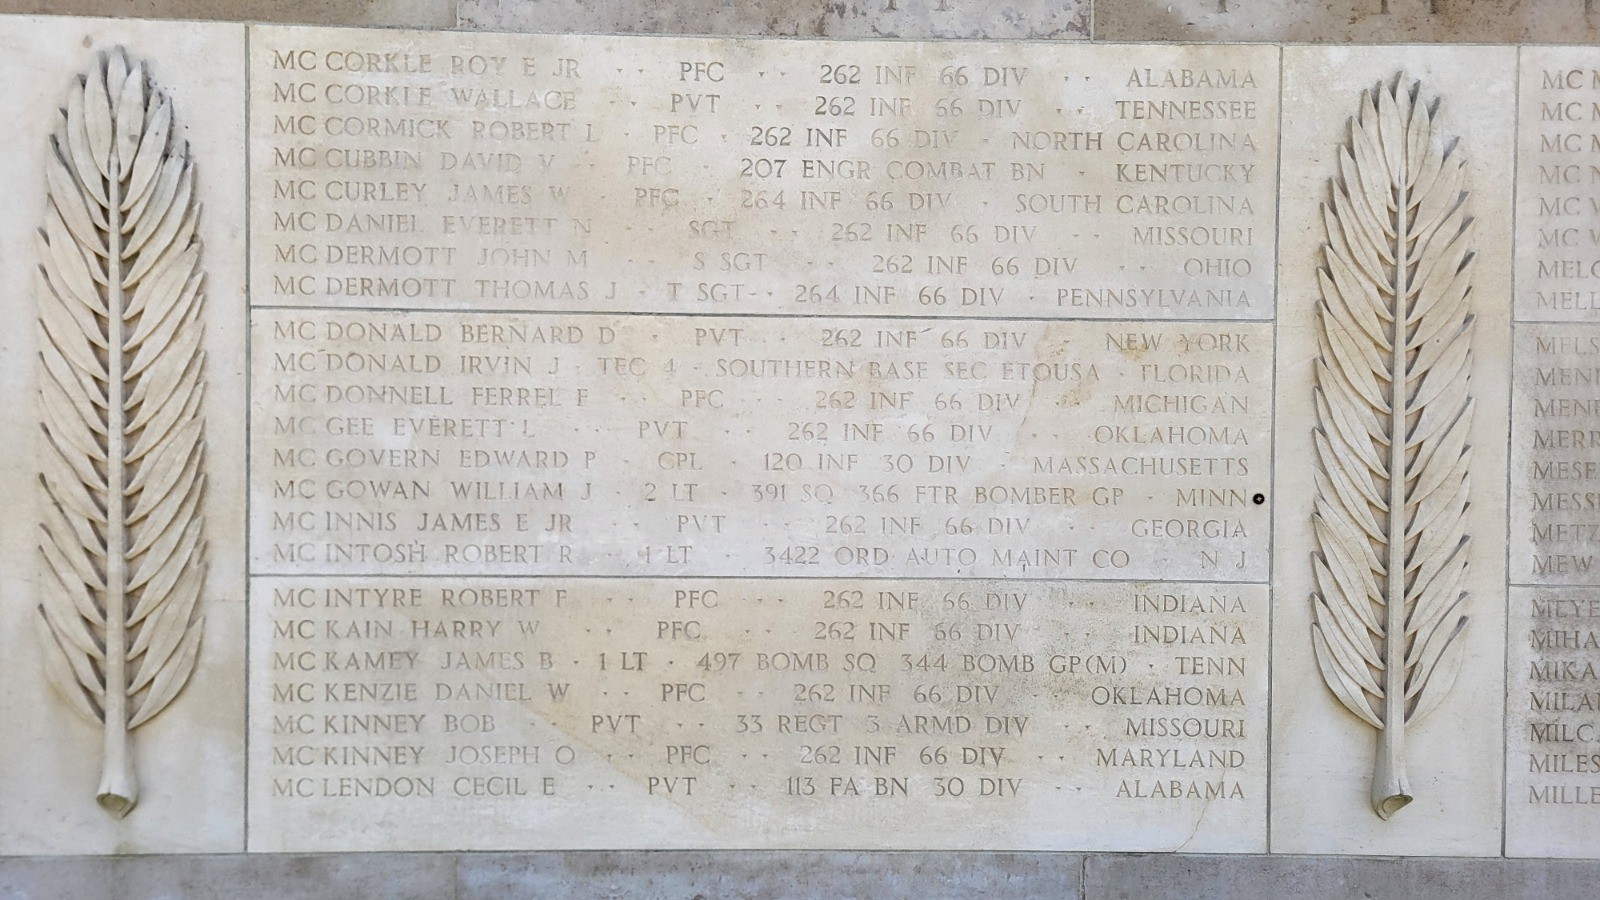 MC CORKLE ROY E JR · · PFC · · 262 INF 66 DIV · · ALABAMA
MC CORKLE WALLACE · · PVT · · 262 INF 66 DIV · · TENNESSEE
MC CORMICK ROBERT L · PFC · 262 INF 66 DIV · NORTH CAROLINA
MC CUBBIN DAVID V · PFC · 207 ENGR COMBAT BN · KENTUCKY
MC CURLEY JAMES W · PFC · 264 INF 66 DIV · SOUTH CAROLINA
MC DANIEL EVERETT N · SGT · · 262 INF 66 DIV · · MISSOURI
MC DERMOTT JOHN M · · S SGT · · 262 INF 66 DIV · · OHIO
MC DERMOTT THOMAS J · T SGT · 264 INF 66 DIV · PENNSYLVANIA
MC DONALD BERNARD D · PVT · 262 INF 66 DIV · NEW YORK
MC DONALD IRVIN J · TEC 4 · SOUTHERN BASE SEC ETOUSA · FLORIDA
MC DONNELL FERREL F · · PFC · · 262 INF 66 DIV · · MICHIGAN
MC GEE EVERETT L · · PVT · · 262 INF 66 DIV · · OKLAHOMA
MC GOVERN EDWARD P · CPL · 120 INF 30 DIV · MASSACHUSETTS
MC GOWAN WILLIAM J · 2 LT · 391 SQ 366 FTR BOMBER GP · MINN
MC INNIS JAMES E JR · · PVT · · 262 INF 66 DIV · · GEORGIA
MC INTOSH ROBERT R · 1 LT · 3422 ORD AUTO MAINT CO · N J
MC INTYRE ROBERT F · · PFC · · 262 INF 66 DIV · · INDIANA
MC KAIN HARRY W · · PFC · · 262 INF 66 DIV · · INDIANA
MC KAMEY JAMES B · 1 LT · 497 BOMB SQ 344 BOMB GP(M) · TENN
MC KENZIE DANIEL W · · PFC · · 262 INF 66 DIV · · OKLAHOMA
MC KINNEY BOB · · PVT · · 33 REGT 3 ARMD DIV · · MISSOURI
MC KINNEY JOSEPH O · · PFC · · 262 INF 66 DIV · · MARYLAND
MC LENDON CECIL E · · PVT · · 113 FA BN 30 DIV · · ALABAMA
MC
MC
MC
MC
MC
MC
MEW